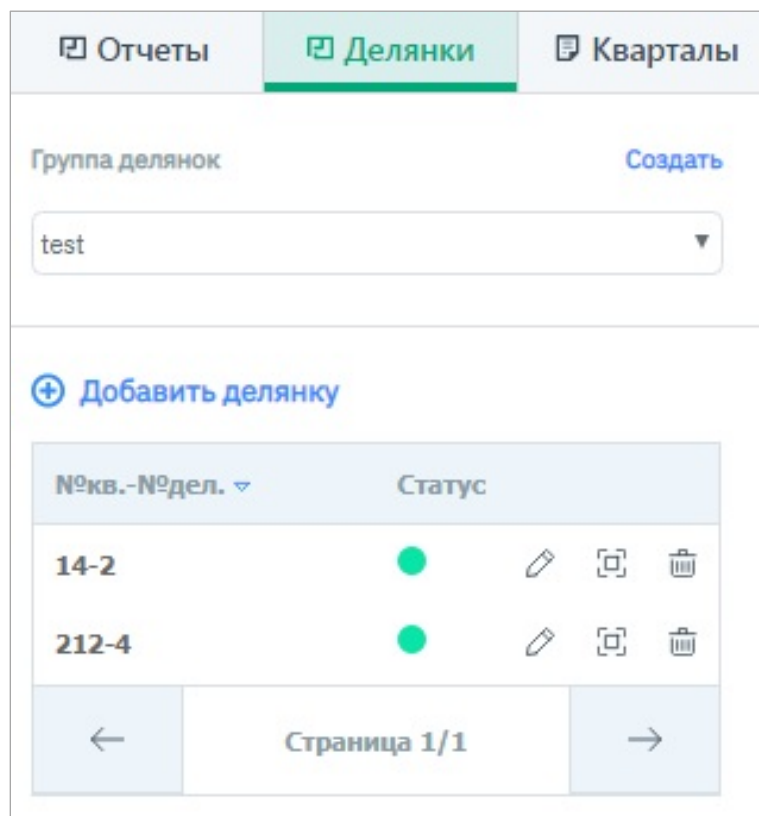 Отчеты Делянки Кварталы
Группа делянок Создать
test
Добавить делянку
№кв.-№дел. Статус
14-2
212-4
Страница 1/1